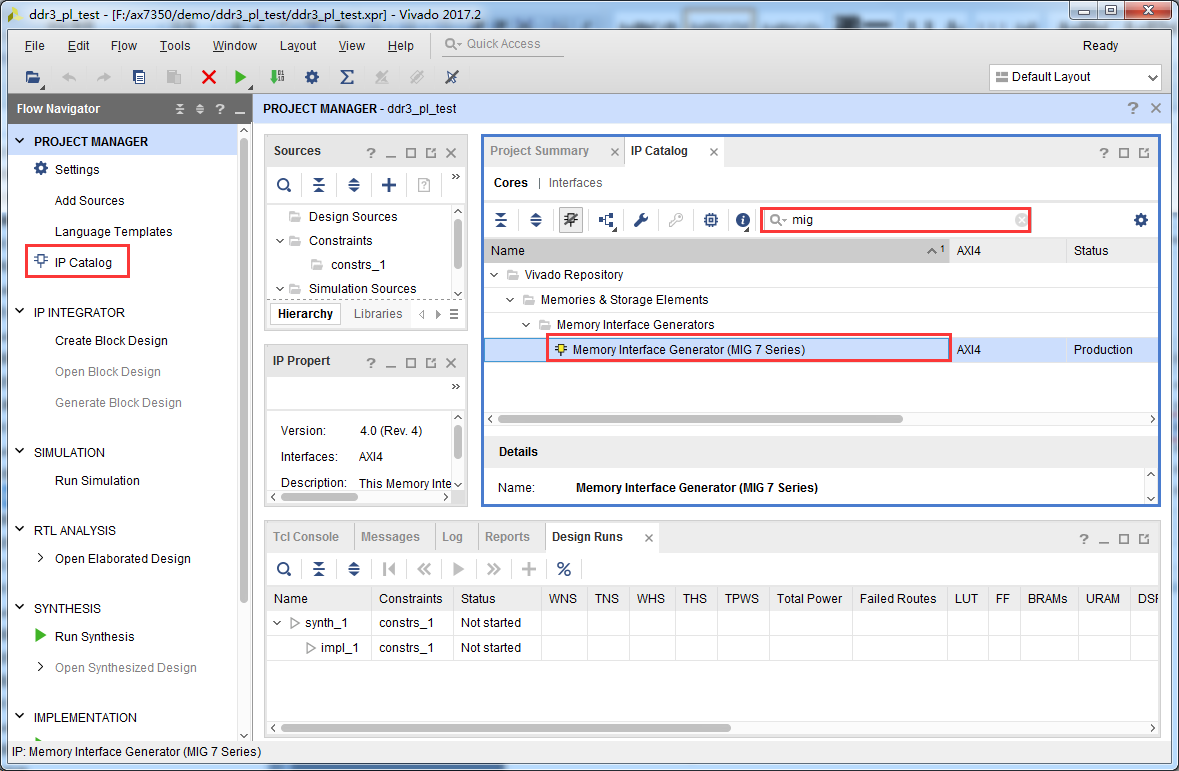 ddr3_pl_test - [F:/ax7350/demo/ddr3_pl_test/ddr3_pl_test.xpr] - Vivado 2017.2
File Edit Flow Tools Window Layout View Help Quick Access Ready
Default Layout
Flow Navigator
PROJECT MANAGER
Settings
Add Sources
Language Templates
IP Catalog
IP INTEGRATOR
Create Block Design
Open Block Design
Generate Block Design
SIMULATION
Run Simulation
RTL ANALYSIS
Open Elaborated Design
SYNTHESIS
Run Synthesis
Open Synthesized Design
IMPLEMENTATION
PROJECT MANAGER - ddr3_pl_test
Sources
Design Sources
Constraints
constrs_1
Simulation Sources
Hierarchy Libraries
IP Propert
Version: 4.0 (Rev. 4)
Interfaces: AXI4
Description: This Memory Inte
Project Summary IP Catalog
Cores | Interfaces
mig
Name 1 AXI4 Status
Vivado Repository
Memories & Storage Elements
Memory Interface Generators
Memory Interface Generator (MIG 7 Series) AXI4 Production
Details
Name: Memory Interface Generator (MIG 7 Series)
Tcl Console Messages Log Reports Design Runs
Name Constraints Status WNS TNS WHS THS TPWS Total Power Failed Routes LUT FF BRAMs URAM DSP
synth_1 constrs_1 Not started
impl_1 constrs_1 Not started
IP: Memory Interface Generator (MIG 7 Series)